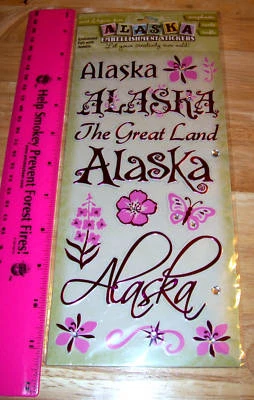 ALASKA
EMBELLISHMENT STICKERS
Let your creativity run wild!
Alaska
ALASKA
The Great Land
Alaska
Alaska
Help Smokey Prevent Forest Fires!